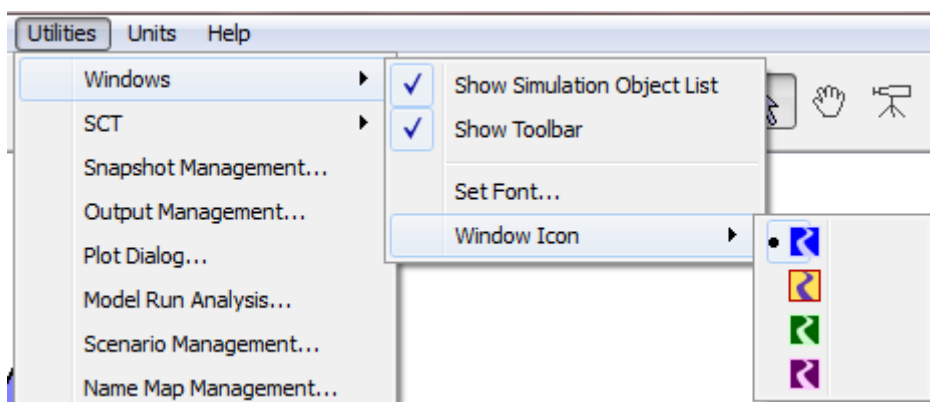 Utilities Units Help
Windows
SCT
Snapshot Management...
Output Management...
Plot Dialog...
Model Run Analysis...
Scenario Management...
Name Map Management...
Show Simulation Object List
Show Toolbar
Set Font...
Window Icon